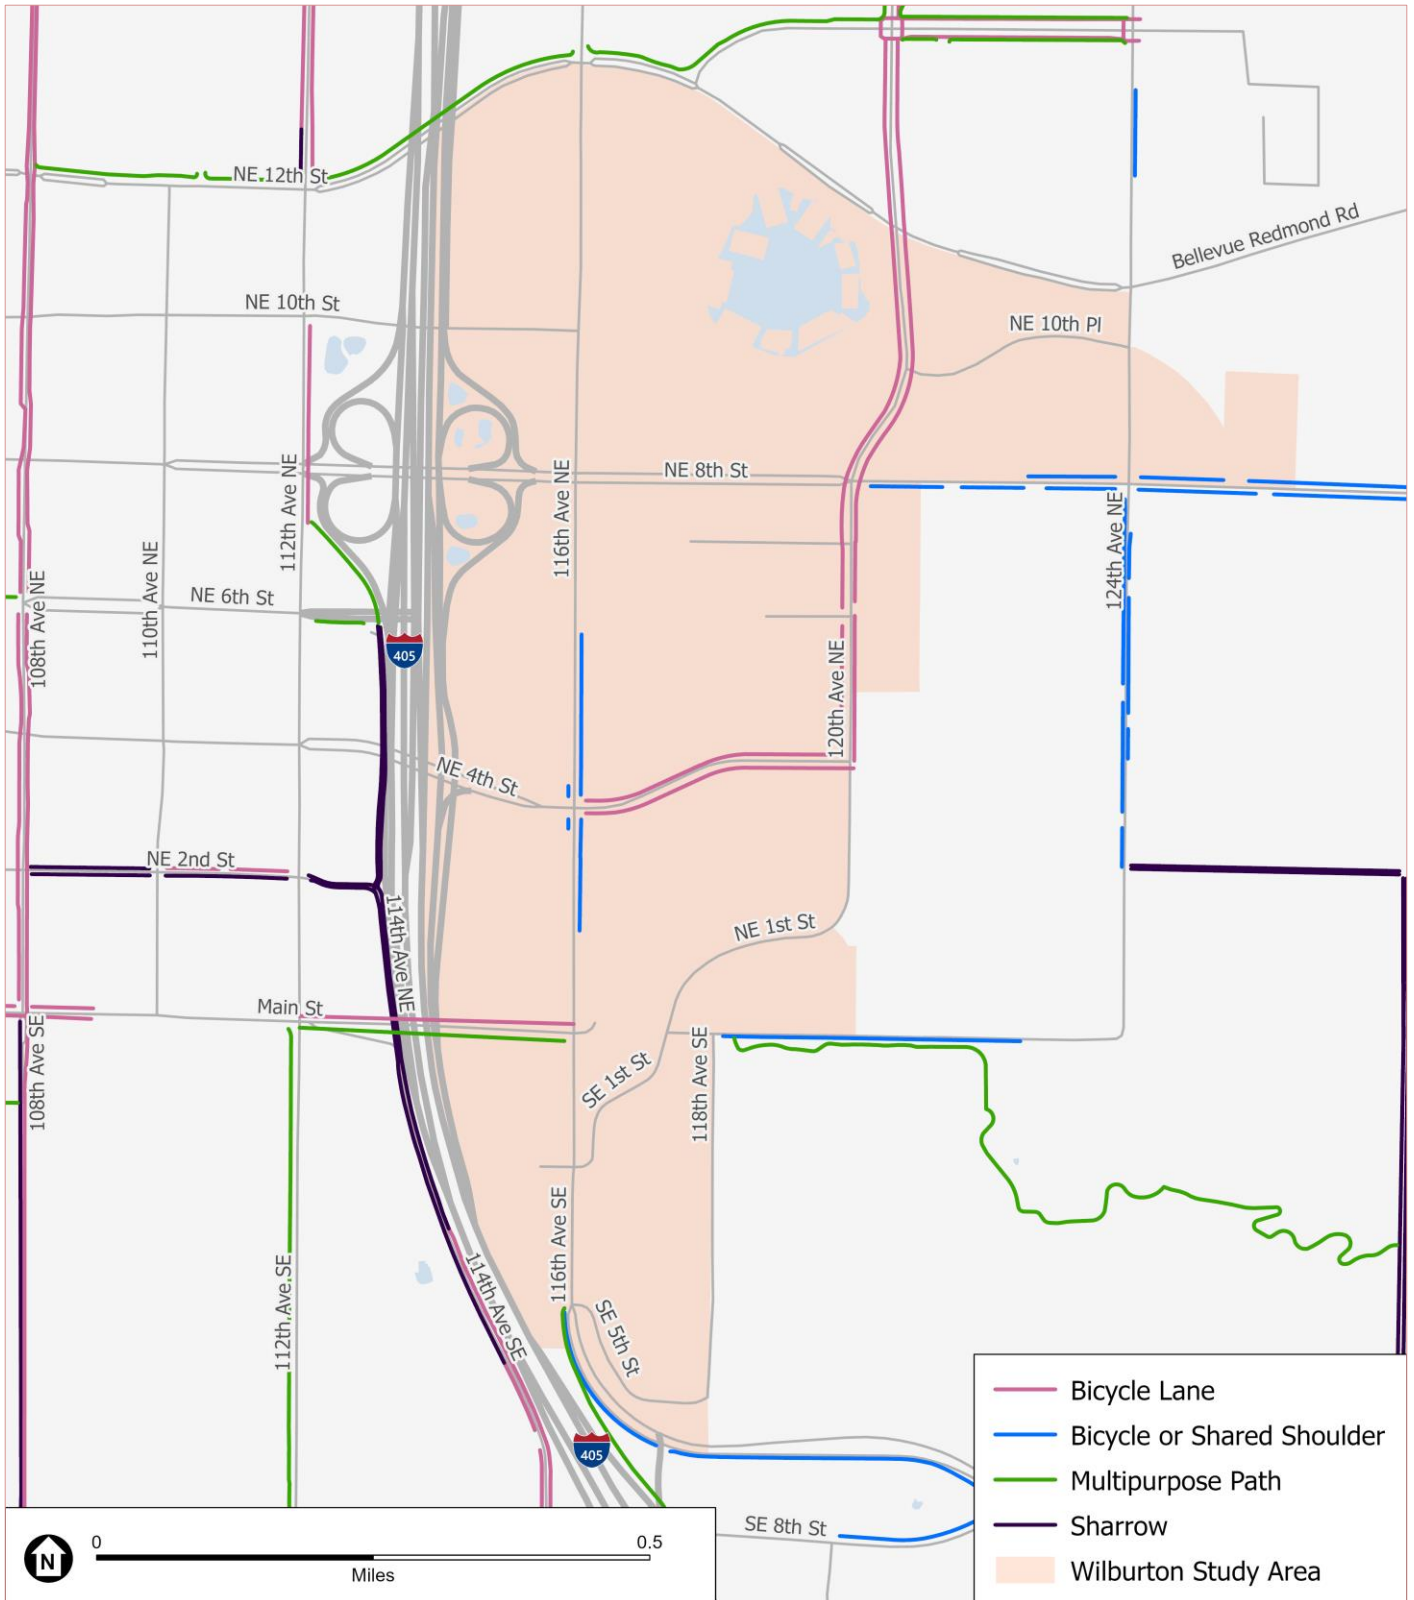 NE 12th St
Bellevue Redmond Rd
NE 10th St
NE 10th Pl
112th Ave NE
116th Ave NE
NE 8th St
124th Ave NE
108th Ave NE
110th Ave NE
NE 6th St
405
120th Ave NE
NE 4th St
NE 2nd St
114th Ave NE
NE 1st St
Main St
108th Ave SE
SE 1st St
118th Ave SE
116th Ave SE
112th Ave SE
114th Ave SE
SE 5th St
405
SE 8th St
N
0
0.5
Miles
Bicycle Lane
Bicycle or Shared Shoulder
Multipurpose Path
Sharrow
Wilburton Study Area